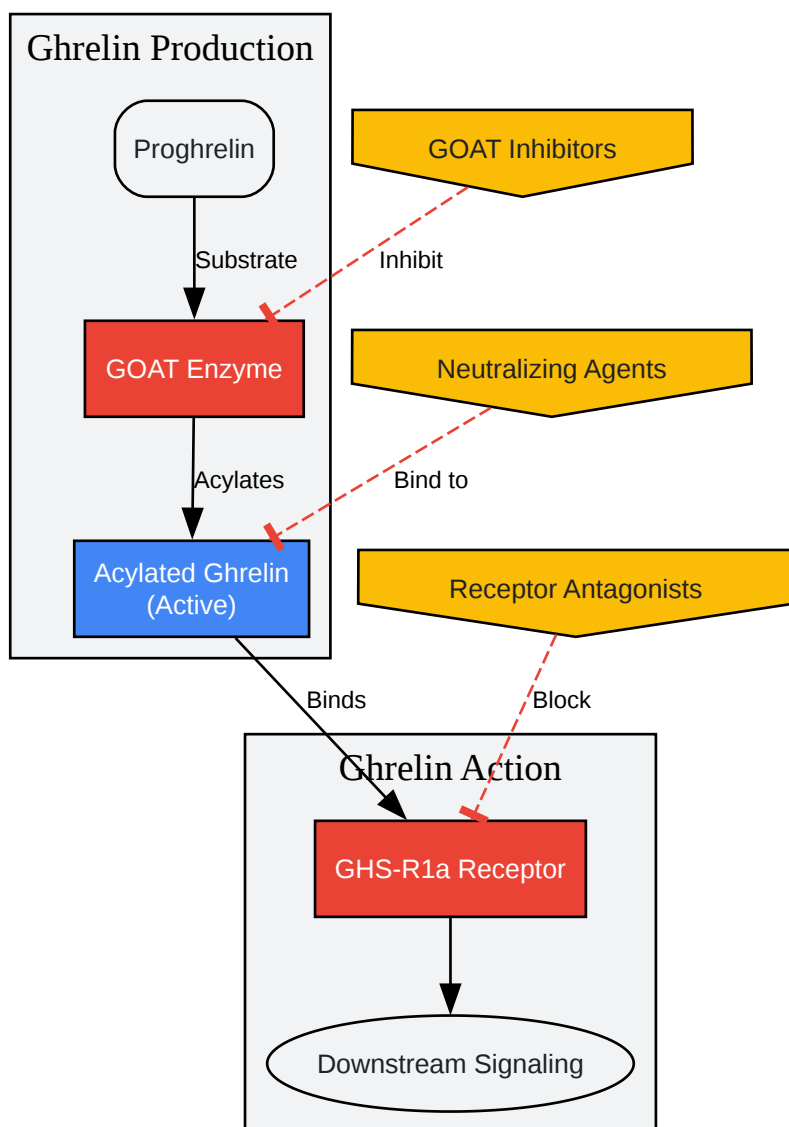 Ghrelin Production
Proghrelin
GOAT Inhibitors
Substrate
Inhibit
GOAT Enzyme
Neutralizing Agents
Acylates
Bind to
Acylated Ghrelin
(Active)
Receptor Antagonists
Binds
Block
Ghrelin Action
GHS-R1a Receptor
Downstream Signaling